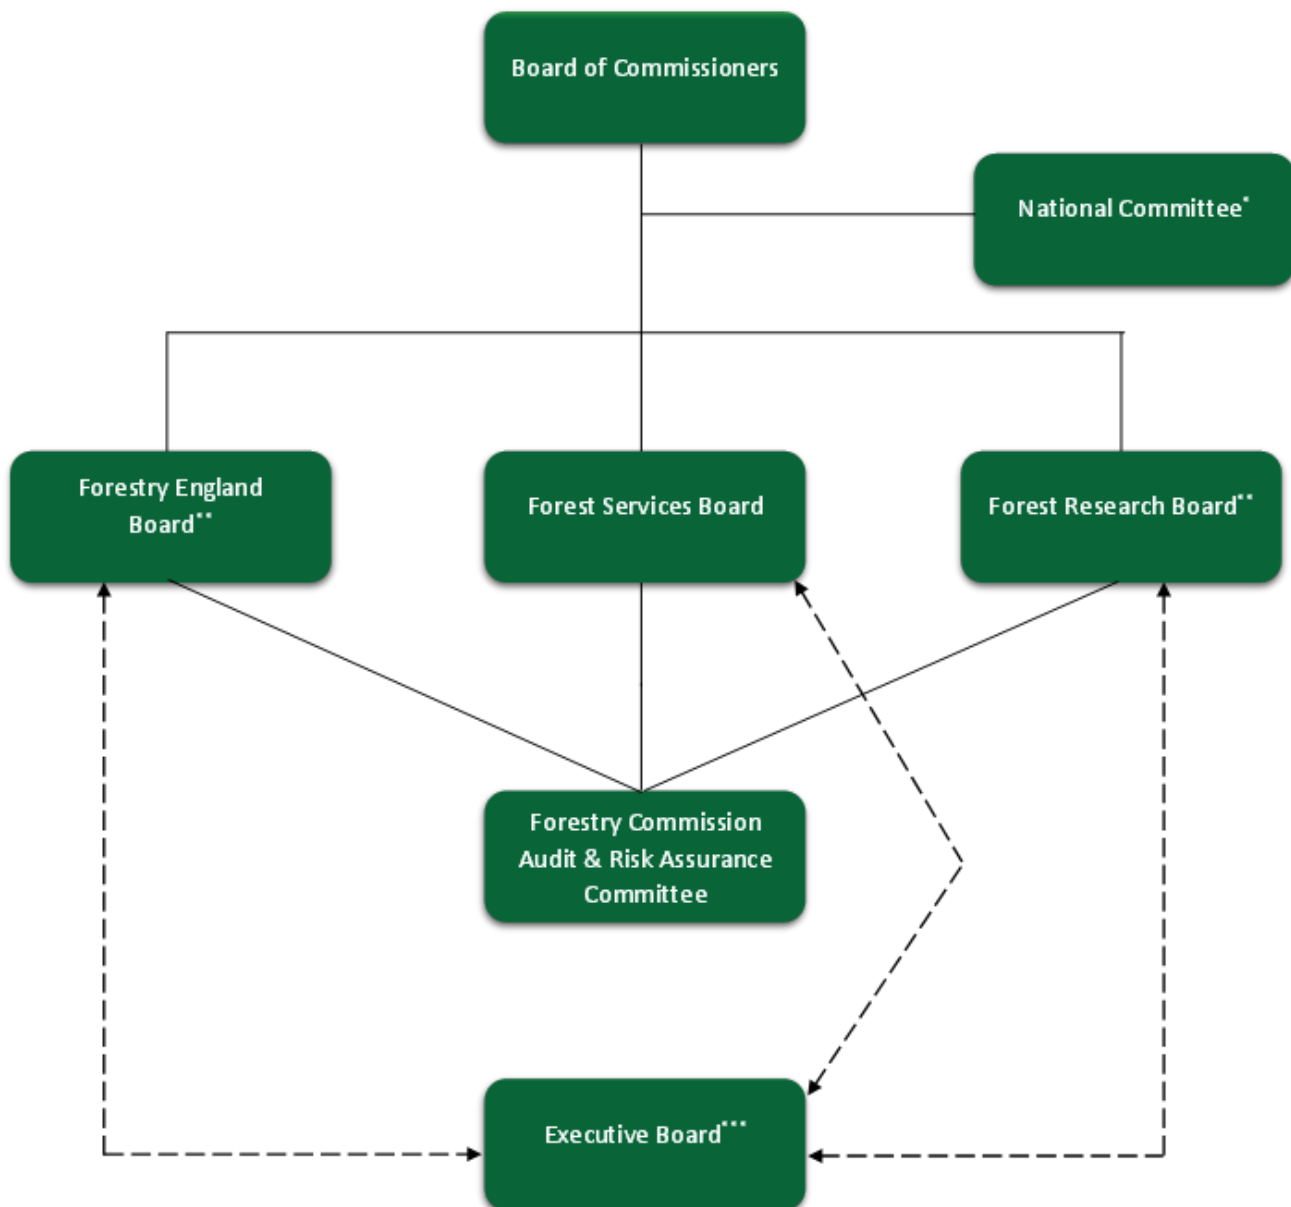 Board of Commissioners
National Committee*
Forestry England
Board**
Forest Services Board
Forest Research Board**
Forestry Commission
Audit & Risk Assurance
Committee
Executive Board***